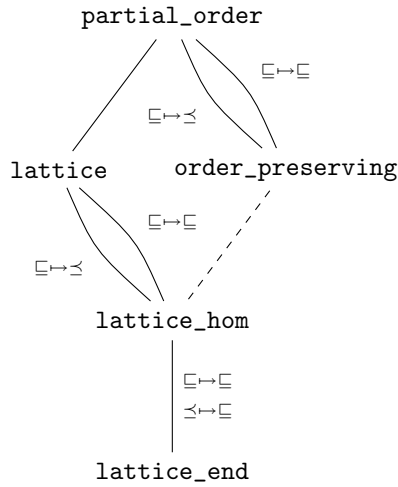 partial_order
⊑↦⊑
⊑↦⪯
lattice order_preserving
⊑↦⊑
⊑↦⪯
lattice_hom
⊑↦⊑
⪯↦⊑
lattice_end